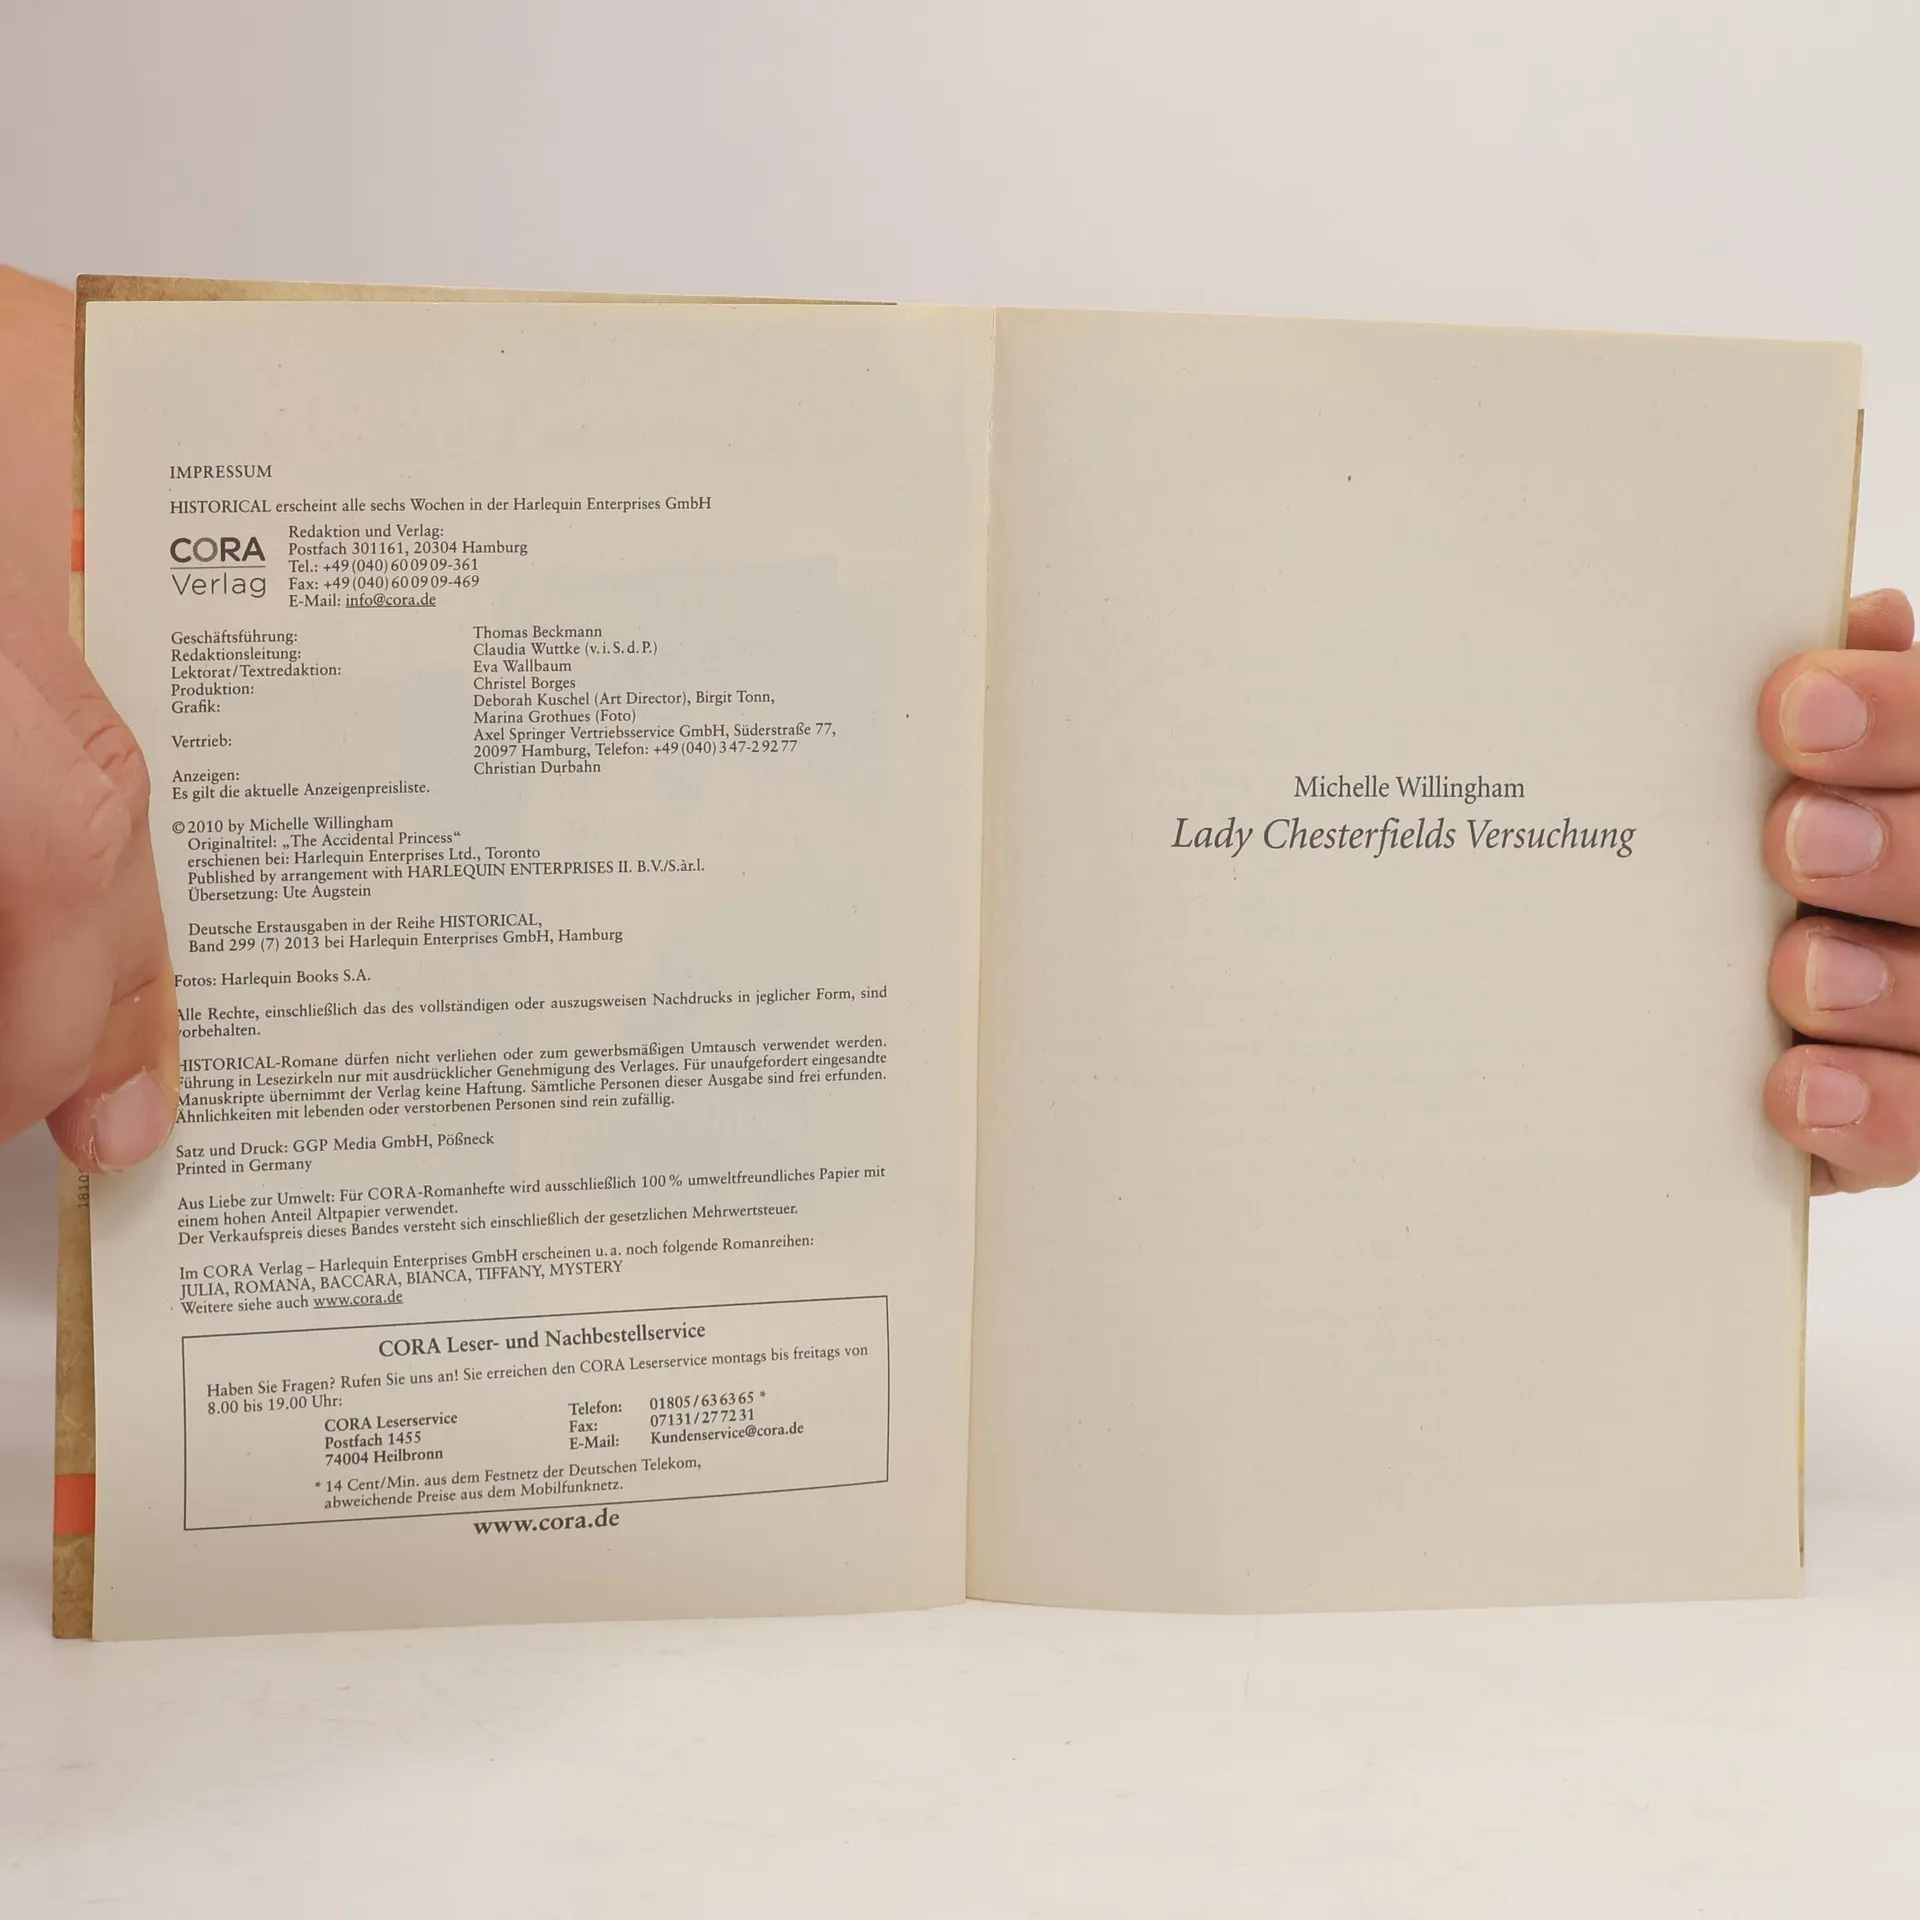 IMPRESSUM
HISTORICAL erscheint alle sechs Wochen in der Harlequin Enterprises GmbH
CORA
Verlag
Redaktion und Verlag:
Postfach 301161, 20304 Hamburg
Tel.: +49 (040) 60 09 09-361
Fax: +49 (040) 60 09 09-469
E-Mail: info@cora.de
Geschäftsführung: Thomas Beckmann
Redaktionsleitung: Claudia Wuttke (v. i. S. d. P.)
Lektorat/Textredaktion: Eva Wallbaum
Produktion: Christel Borges
Grafik: Deborah Kuschel (Art Director), Birgit Tonn,
Marina Grothues (Foto)
Vertrieb: Axel Springer Vertriebsservice GmbH, Süderstraße 77,
20097 Hamburg, Telefon: +49 (040) 3 47-2 92 77
Anzeigen: Christian Durbahn
Es gilt die aktuelle Anzeigenpreisliste.
© 2010 by Michelle Willingham
Originaltitel: „The Accidental Princess“
erschienen bei: Harlequin Enterprises Ltd., Toronto
Published by arrangement with HARLEQUIN ENTERPRISES II. B.V./S.àr.l.
Übersetzung: Ute Augstein
Deutsche Erstausgaben in der Reihe HISTORICAL,
Band 299 (7) 2013 bei Harlequin Enterprises GmbH, Hamburg
Fotos: Harlequin Books S.A.
Alle Rechte, einschließlich das des vollständigen oder auszugsweisen Nachdrucks in jeglicher Form, sind
vorbehalten.
HISTORICAL-Romane dürfen nicht verliehen oder zum gewerbsmäßigen Umtausch verwendet werden.
Führung in Lesezirkeln nur mit ausdrücklicher Genehmigung des Verlages. Für unaufgefordert eingesandte
Manuskripte übernimmt der Verlag keine Haftung. Sämtliche Personen dieser Ausgabe sind frei erfunden.
Ähnlichkeiten mit lebenden oder verstorbenen Personen sind rein zufällig.
Satz und Druck: GGP Media GmbH, Pößneck
Printed in Germany
Aus Liebe zur Umwelt: Für CORA-Romanhefte wird ausschließlich 100 % umweltfreundliches Papier mit
einem hohen Anteil Altpapier verwendet.
Der Verkaufspreis dieses Bandes versteht sich einschließlich der gesetzlichen Mehrwertsteuer.
Im CORA Verlag – Harlequin Enterprises GmbH erscheinen u. a. noch folgende Romanreihen:
JULIA, ROMANA, BACCARA, BIANCA, TIFFANY, MYSTERY
Weitere siehe auch www.cora.de
CORA Leser- und Nachbestellservice
Haben Sie Fragen? Rufen Sie uns an! Sie erreichen den CORA Leserservice montags bis freitags von
8.00 bis 19.00 Uhr:
CORA Leserservice
Postfach 1455
74004 Heilbronn
Telefon: 01805 / 63 63 65 *
Fax: 07131 / 27 72 31
E-Mail: Kundenservice@cora.de
* 14 Cent/Min. aus dem Festnetz der Deutschen Telekom,
abweichende Preise aus dem Mobilfunknetz.
www.cora.de
Michelle Willingham
Lady Chesterfields Versuchung